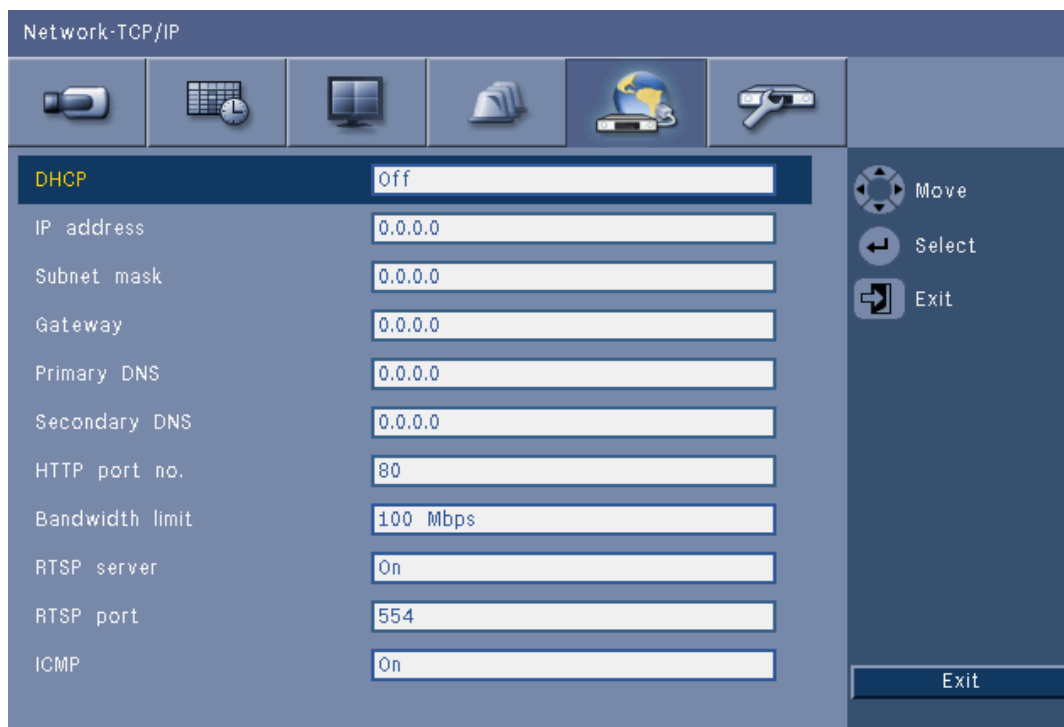 Network-TCP/IP
DHCP Off
IP address 0.0.0.0
Subnet mask 0.0.0.0
Gateway 0.0.0.0
Primary DNS 0.0.0.0
Secondary DNS 0.0.0.0
HTTP port no. 80
Bandwidth limit 100 Mbps
RTSP server On
RTSP port 554
ICMP On
Move
Select
Exit
Exit